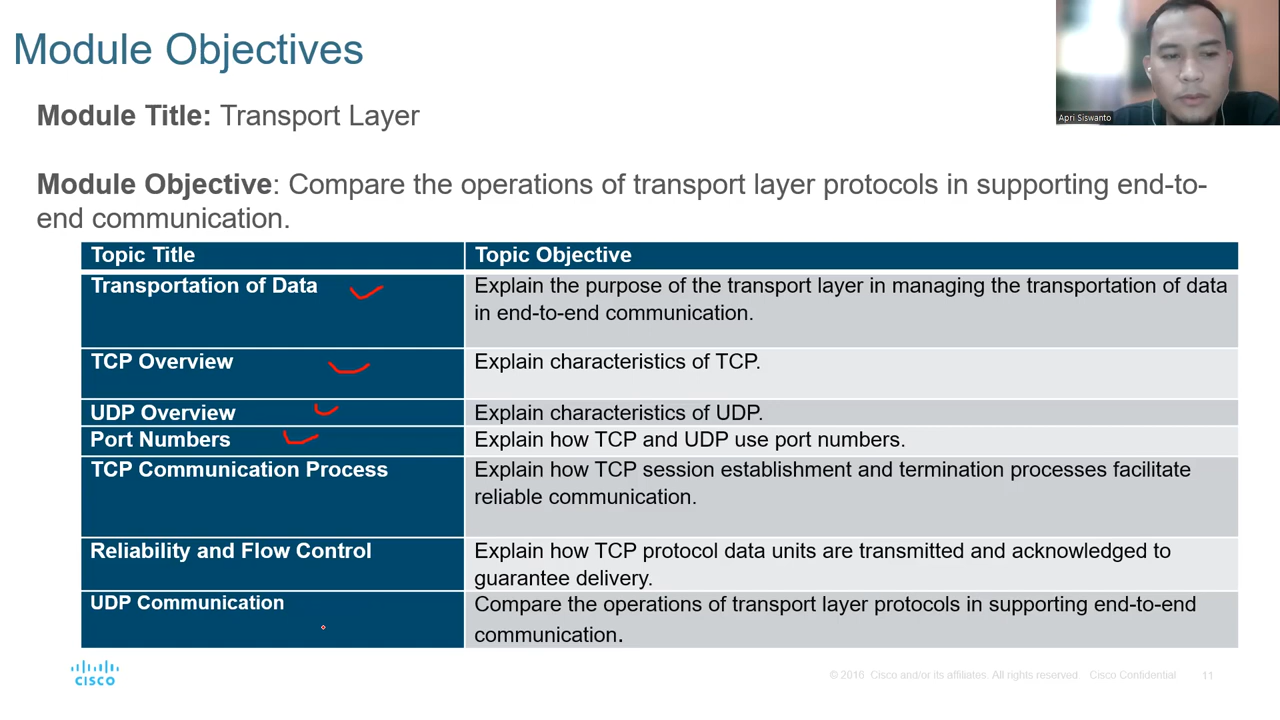 Module Objectives
Apri Siswanto
Module Title: Transport Layer
Module Objective: Compare the operations of transport layer protocols in supporting end-to-
end communication.
Topic Title
Topic Objective
Transportation of Data
Explain the purpose of the transport layer in managing the transportation of data
in end-to-end communication.
TCP Overview
Explain characteristics of TCP.
UDP Overview
Explain characteristics of UDP.
Port Numbers
Explain how TCP and UDP use port numbers.
TCP Communication Process
Explain how TCP session establishment and termination processes facilitate
reliable communication.
Reliability and Flow Control
Explain how TCP protocol data units are transmitted and acknowledged to
guarantee delivery.
UDP Communication
Compare the operations of transport layer protocols in supporting end-to-end
communication.
CISCO
© 2016 Cisco and/or its affiliates. All rights reserved Cisco Confidential 11